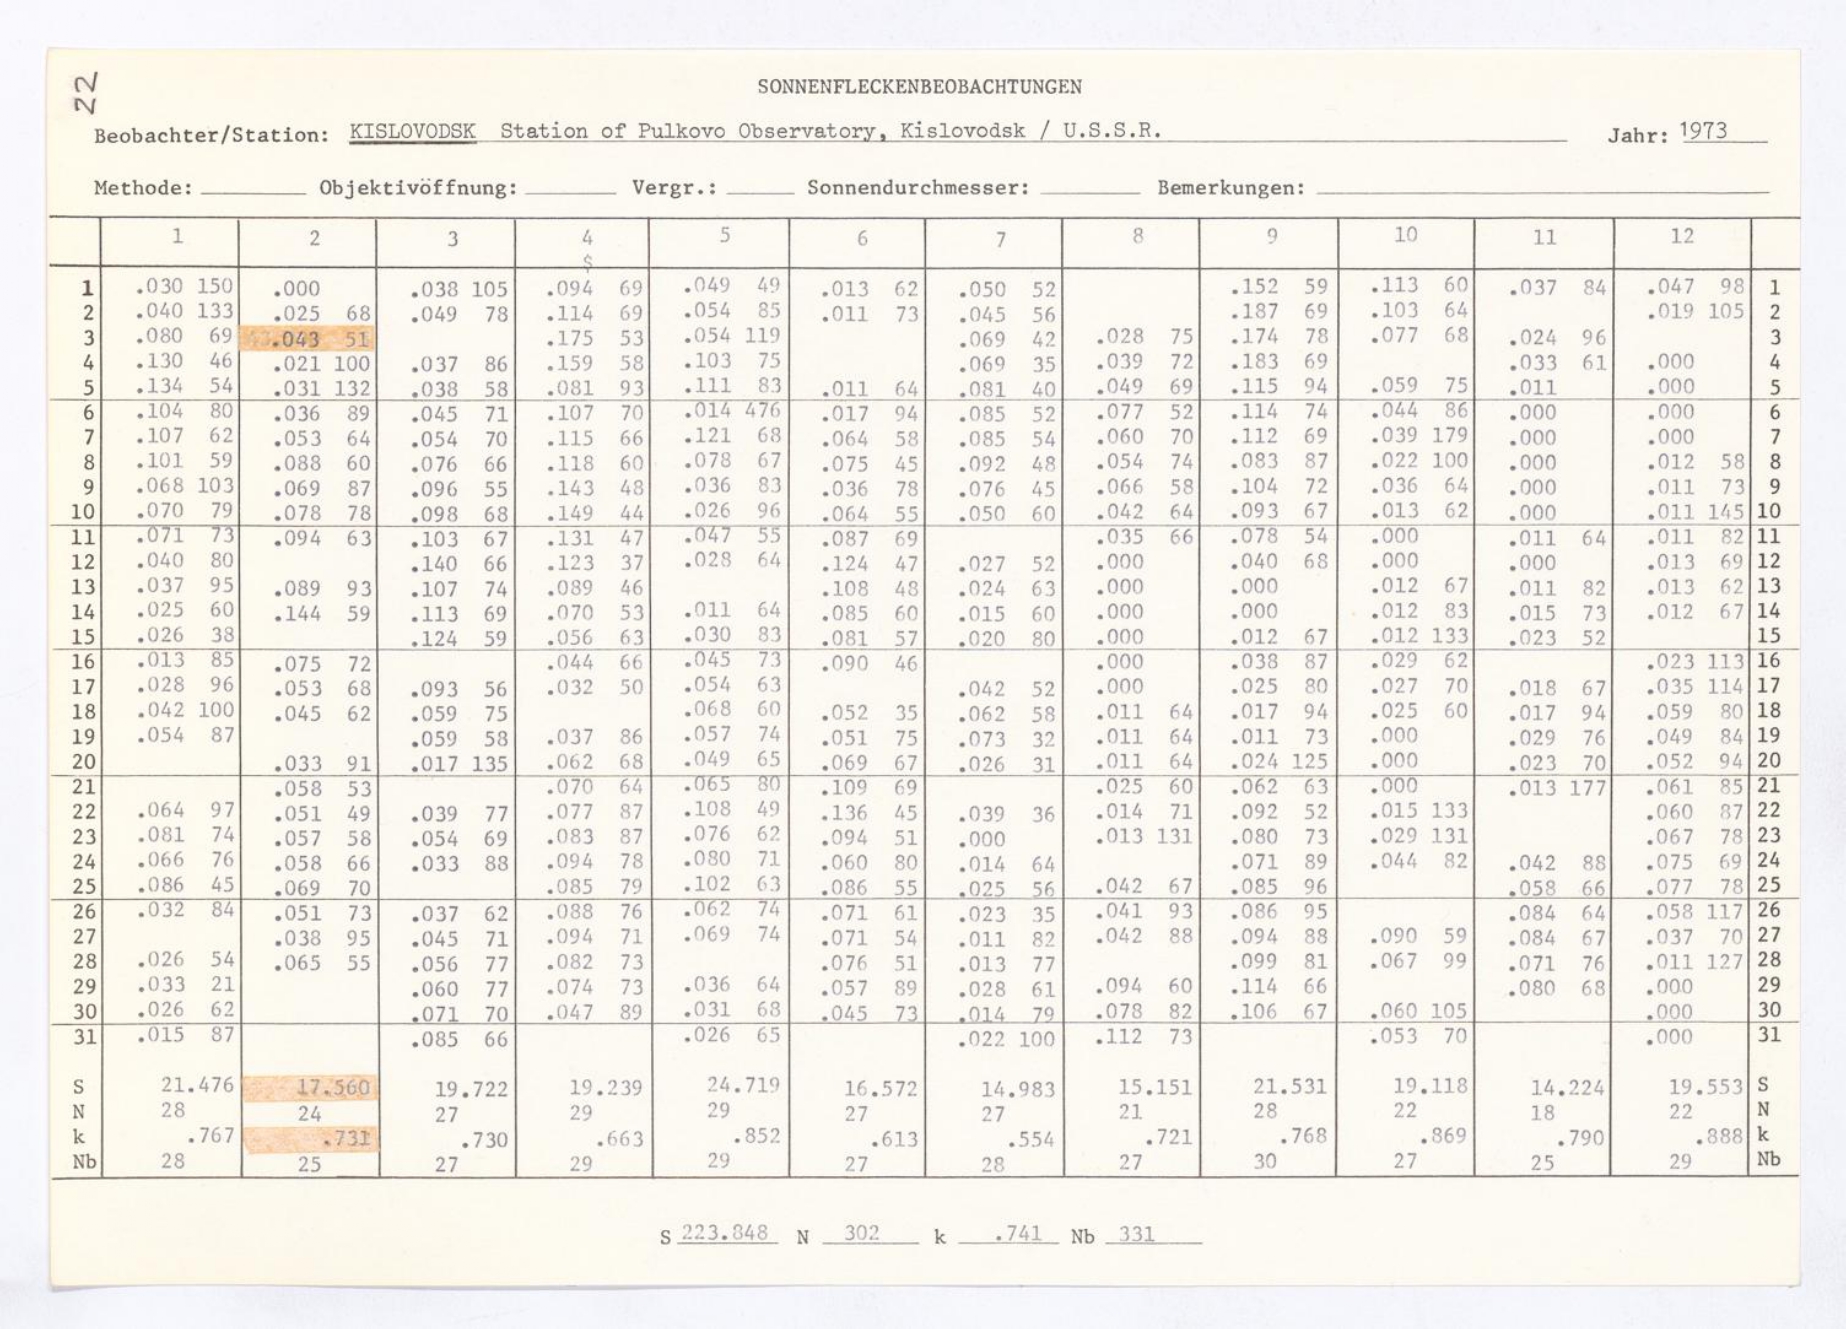 22
SONNENFLECKENBEOBACHTUNGEN
Beobachter/Station: KISLOVODSK Station of Pulkovo Observatory, Kislovodsk / U.S.S.R. Jahr: 1973
Methode: Objektivöffnung: Vergr.: Sonnendurchmesser: Bemerkungen:
1 2 3 4 5 6 7 8 9 10 11 12
$
1 .030 150 .000 .038 105 .094 69 .049 49 .013 62 .050 52 .152 59 .113 60 .037 84 .047 98 1
2 .040 133 .025 68 .049 78 .114 69 .054 85 .011 73 .045 56 .187 69 .103 64 .019 105 2
3 .080 69 .043 51 .175 53 .054 119 .069 42 .028 75 .174 78 .077 68 .024 96 3
4 .130 46 .021 100 .037 86 .159 58 .103 75 .069 35 .039 72 .183 69 .033 61 .000 4
5 .134 54 .031 132 .038 58 .081 93 .111 83 .011 64 .081 40 .049 69 .115 94 .059 75 .011 .000 5
6 .104 80 .036 89 .045 71 .107 70 .014 476 .017 94 .085 52 .077 52 .114 74 .044 86 .000 .000 6
7 .107 62 .053 64 .054 70 .115 66 .121 68 .064 58 .085 54 .060 70 .112 69 .039 179 .000 .000 7
8 .101 59 .088 60 .076 66 .118 60 .078 67 .075 45 .092 48 .054 74 .083 87 .022 100 .000 .012 58 8
9 .068 103 .069 87 .096 55 .143 48 .036 83 .036 78 .076 45 .066 58 .104 72 .036 64 .000 .011 73 9
10 .070 79 .078 78 .098 68 .149 44 .026 96 .064 55 .050 60 .042 64 .093 67 .013 62 .000 .011 145 10
11 .071 73 .094 63 .103 67 .131 47 .047 55 .087 69 .035 66 .078 54 .000 .011 64 .011 82 11
12 .040 80 .140 66 .123 37 .028 64 .124 47 .027 52 .000 .040 68 .000 .000 .013 69 12
13 .037 95 .089 93 .107 74 .089 46 .108 48 .024 63 .000 .000 .012 67 .011 82 .013 62 13
14 .025 60 .144 59 .113 69 .070 53 .011 64 .085 60 .015 60 .000 .000 .012 83 .015 73 .012 67 14
15 .026 38 .124 59 .056 63 .030 83 .081 57 .020 80 .000 .012 67 .012 133 .023 52 15
16 .013 85 .075 72 .044 66 .045 73 .090 46 .000 .038 87 .029 62 .023 113 16
17 .028 96 .053 68 .093 56 .032 50 .054 63 .042 52 .000 .025 80 .027 70 .018 67 .035 114 17
18 .042 100 .045 62 .059 75 .068 60 .052 35 .062 58 .011 64 .017 94 .025 60 .017 94 .059 80 18
19 .054 87 .059 58 .037 86 .057 74 .051 75 .073 32 .011 64 .011 73 .000 .029 76 .049 84 19
20 .033 91 .017 135 .062 68 .049 65 .069 67 .026 31 .011 64 .024 125 .000 .023 70 .052 94 20
21 .058 53 .070 64 .065 80 .109 69 .025 60 .062 63 .000 .013 177 .061 85 21
22 .064 97 .051 49 .039 77 .077 87 .108 49 .136 45 .039 36 .014 71 .092 52 .015 133 .060 87 22
23 .081 74 .057 58 .054 69 .083 87 .076 62 .094 51 .000 .013 131 .080 73 .029 131 .067 78 23
24 .066 76 .058 66 .033 88 .094 78 .080 71 .060 80 .014 64 .071 89 .044 82 .042 88 .075 69 24
25 .086 45 .069 70 .085 79 .102 63 .086 55 .025 56 .042 67 .085 96 .058 66 .077 78 25
26 .032 84 .051 73 .037 62 .088 76 .062 74 .071 61 .023 35 .041 93 .086 95 .084 64 .058 117 26
27 .038 95 .045 71 .094 71 .069 74 .071 54 .011 82 .042 88 .094 88 .090 59 .084 67 .037 70 27
28 .026 54 .065 55 .056 77 .082 73 .076 51 .013 77 .099 81 .067 99 .071 76 .011 127 28
29 .033 21 .060 77 .074 73 .036 64 .057 89 .028 61 .094 60 .114 66 .080 68 .000 29
30 .026 62 .071 70 .047 89 .031 68 .045 73 .014 79 .078 82 .106 67 .060 105 .000 30
31 .015 87 .085 66 .026 65 .022 100 .112 73 .053 70 .000 31
S 21.476 17.560 19.722 19.239 24.719 16.572 14.983 15.151 21.531 19.118 14.224 19.553 S
N 28 24 27 29 29 27 27 21 28 22 18 22 N
k .767 .731 .730 .663 .852 .613 .554 .721 .768 .869 .790 .888 k
Nb 28 25 27 29 29 27 28 27 30 27 25 29 Nb
S 223.848 N 302 k .741 Nb 331